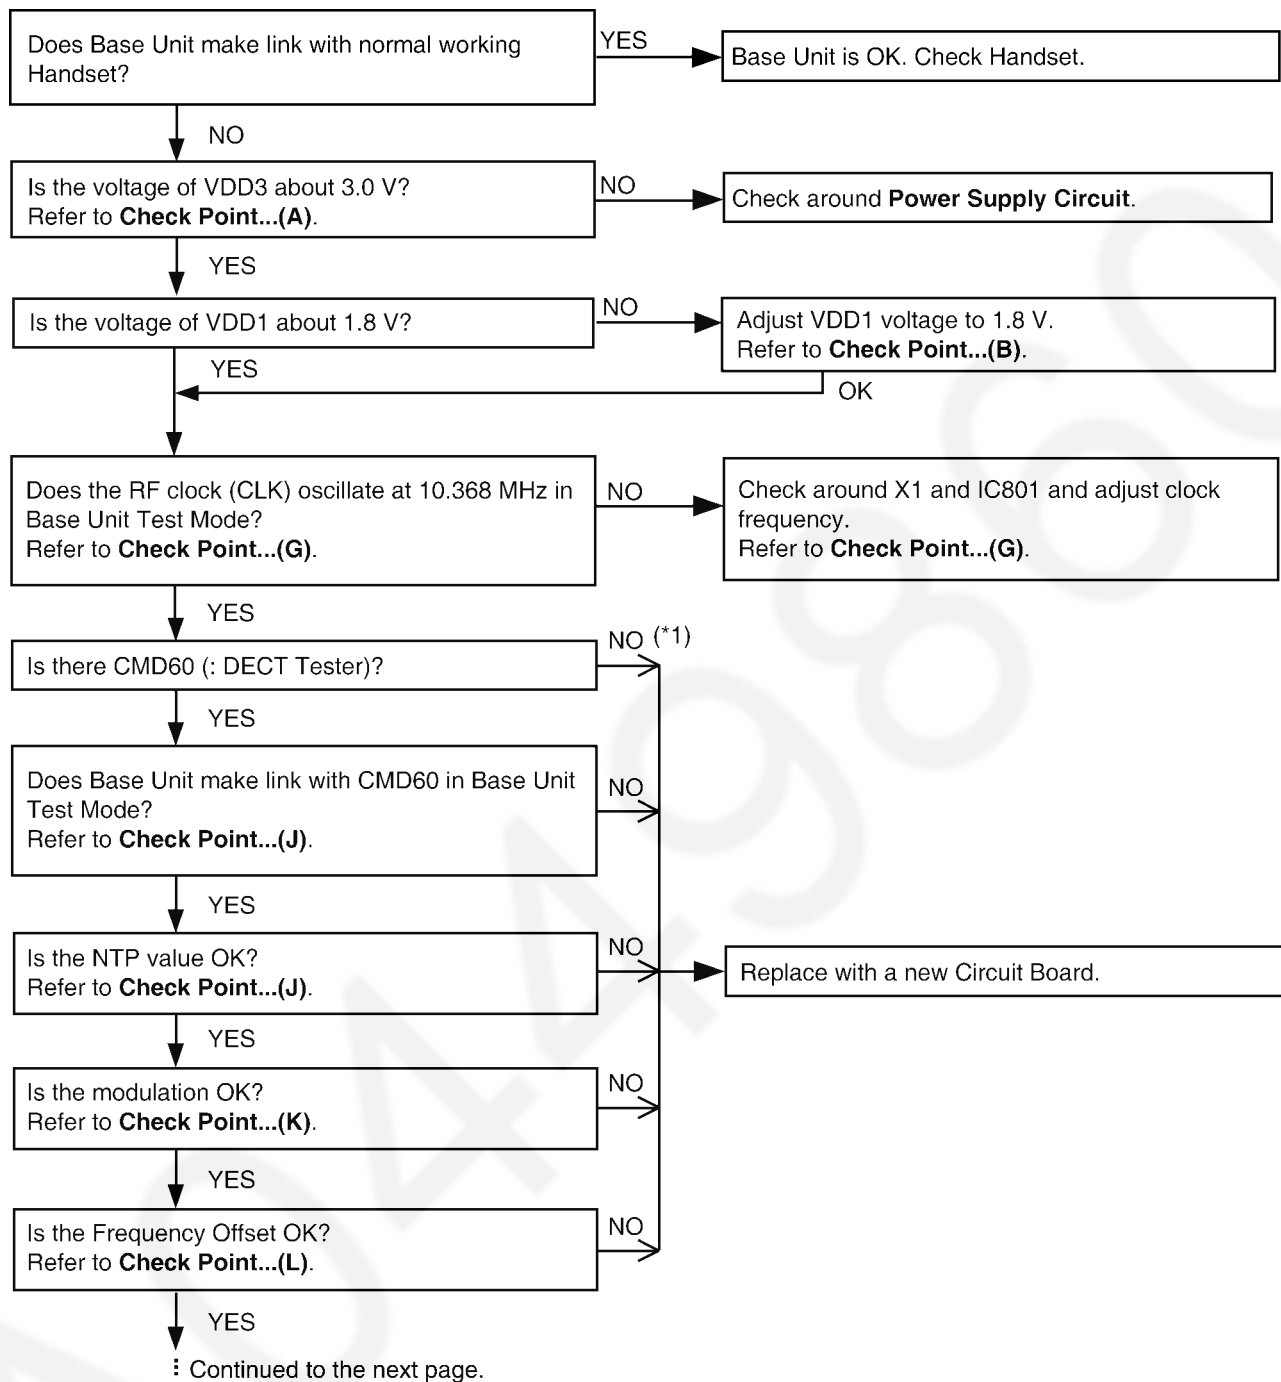 Does Base Unit make link with normal working
Handset?
YES
Base Unit is OK. Check Handset.
NO
Is the voltage of VDD3 about 3.0 V?
Refer to Check Point...(A).
NO
Check around Power Supply Circuit.
YES
Is the voltage of VDD1 about 1.8 V?
NO
Adjust VDD1 voltage to 1.8 V.
Refer to Check Point...(B).
YES
OK
Does the RF clock (CLK) oscillate at 10.368 MHz in
Base Unit Test Mode?
Refer to Check Point...(G).
NO
Check around X1 and IC801 and adjust clock
frequency.
Refer to Check Point...(G).
YES
Is there CMD60 (: DECT Tester)?
NO (*1)
YES
Does Base Unit make link with CMD60 in Base Unit
Test Mode?
Refer to Check Point...(J).
NO
YES
Is the NTP value OK?
Refer to Check Point...(J).
NO
Replace with a new Circuit Board.
YES
Is the modulation OK?
Refer to Check Point...(K).
NO
YES
Is the Frequency Offset OK?
Refer to Check Point...(L).
NO
YES
Continued to the next page.